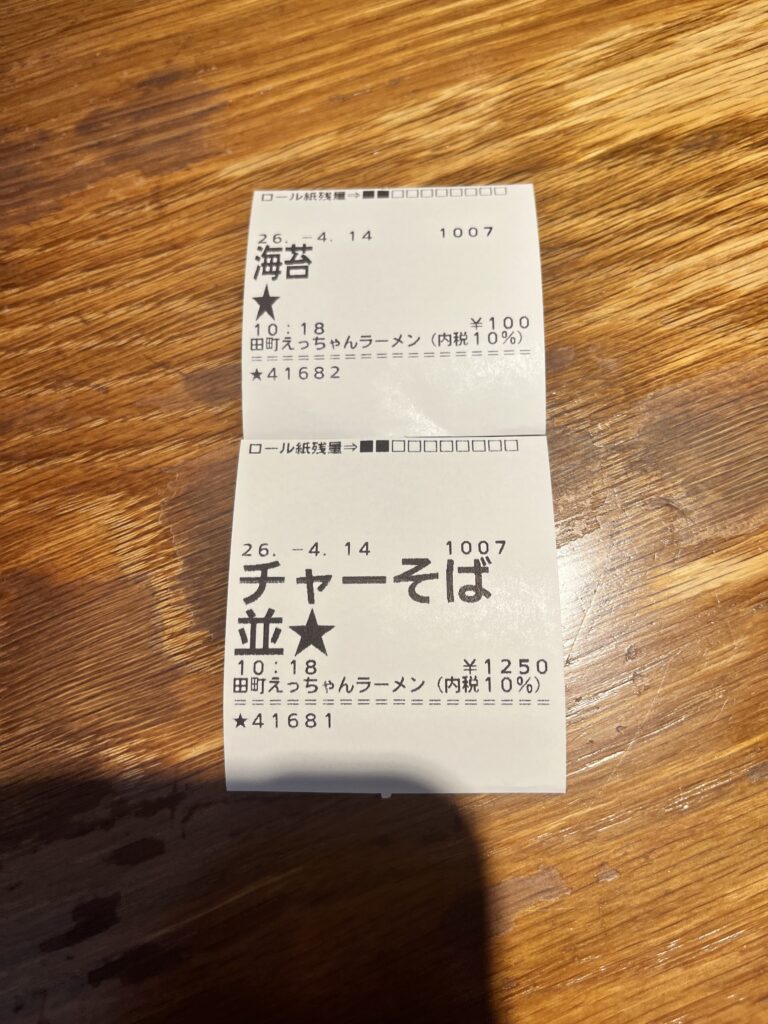 ロール紙残量⇒■■□□□□□□□□
26.-4.14 1007
海苔
★
10:18 ¥100
田町えっちゃんラーメン(内税10%)
====================
★41682
ロール紙残量⇒■■□□□□□□□□
26.-4.14 1007
チャーそば
並★
10:18 ¥1250
田町えっちゃんラーメン(内税10%)
====================
★41681